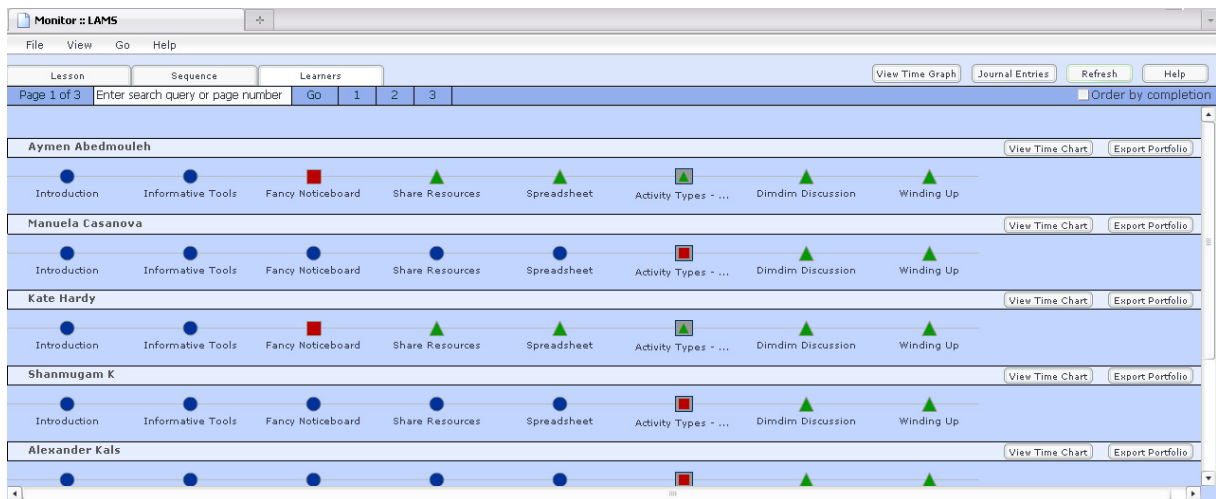 Monitor :: LAMS
File View Go Help
Lesson Sequence Learners View Time Graph Journal Entries Refresh Help
Page 1 of 3 Enter search query or page number Go 1 2 3 Order by completion
Aymen Abedmouleh View Time Chart Export Portfolio
Introduction Informative Tools Fancy Noticeboard Share Resources Spreadsheet Activity Types - ... Dimdim Discussion Winding Up
Manuela Casanova View Time Chart Export Portfolio
Introduction Informative Tools Fancy Noticeboard Share Resources Spreadsheet Activity Types - ... Dimdim Discussion Winding Up
Kate Hardy View Time Chart Export Portfolio
Introduction Informative Tools Fancy Noticeboard Share Resources Spreadsheet Activity Types - ... Dimdim Discussion Winding Up
Shanmugam K View Time Chart Export Portfolio
Introduction Informative Tools Fancy Noticeboard Share Resources Spreadsheet Activity Types - ... Dimdim Discussion Winding Up
Alexander Kals View Time Chart Export Portfolio